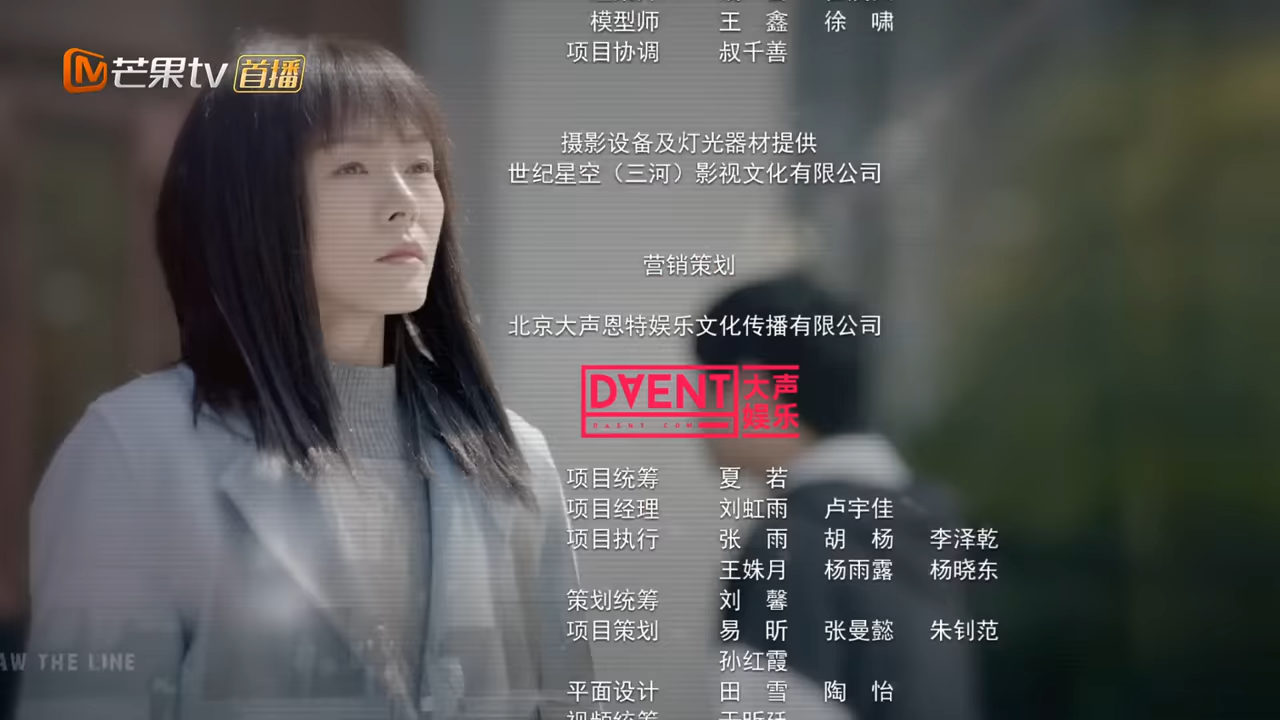 模型师 王 鑫 徐 啸
项目协调 叔千善
芒果tv 首播
摄影设备及灯光器材提供
世纪星空（三河）影视文化有限公司
营销策划
北京大声恩特娱乐文化传播有限公司
DAENT 大声
娱乐
DAENT.COM
项目统筹 夏 若
项目经理 刘虹雨 卢宇佳
项目执行 张 雨 胡 杨 李泽乾
王姝月 杨雨露 杨晓东
策划统筹 刘 馨
项目策划 易 昕 张曼懿 朱钊范
孙红霞
AW THE LINE
平面设计 田 雪 陶 怡